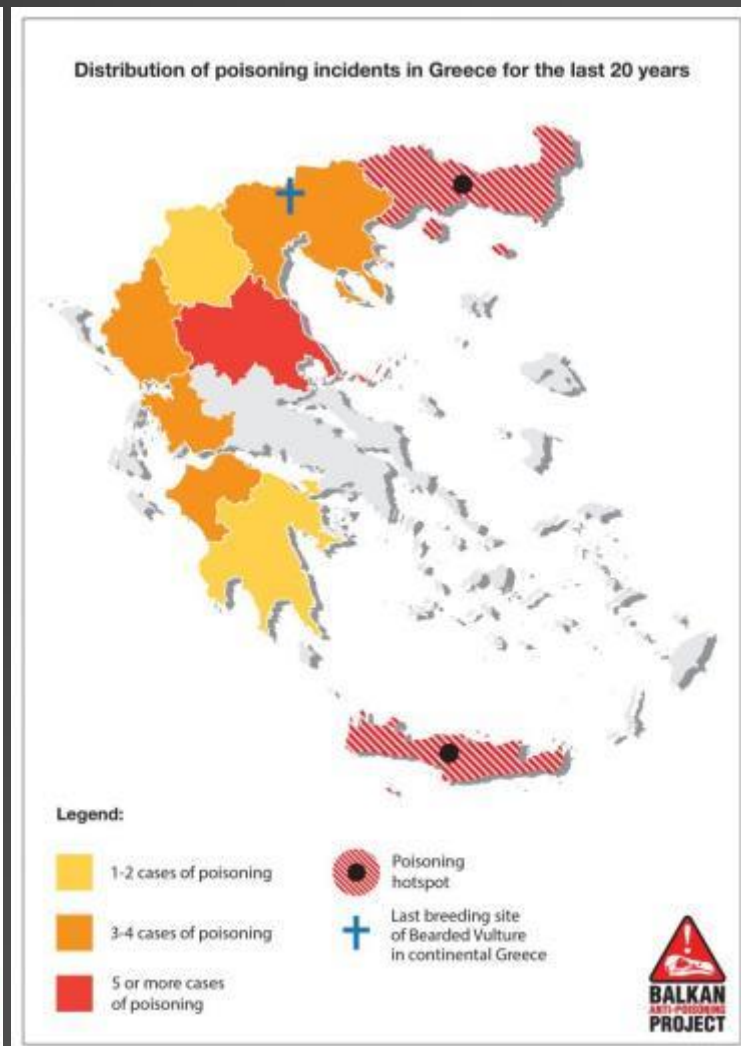 Distribution of poisoning incidents in Greece for the last 20 years
Legend:
1-2 cases of poisoning
3-4 cases of poisoning
5 or more cases
of poisoning
Poisoning
hotspot
Last breeding site
of Bearded Vulture
in continental Greece
BALKAN
ANTI-POISONING
PROJECT